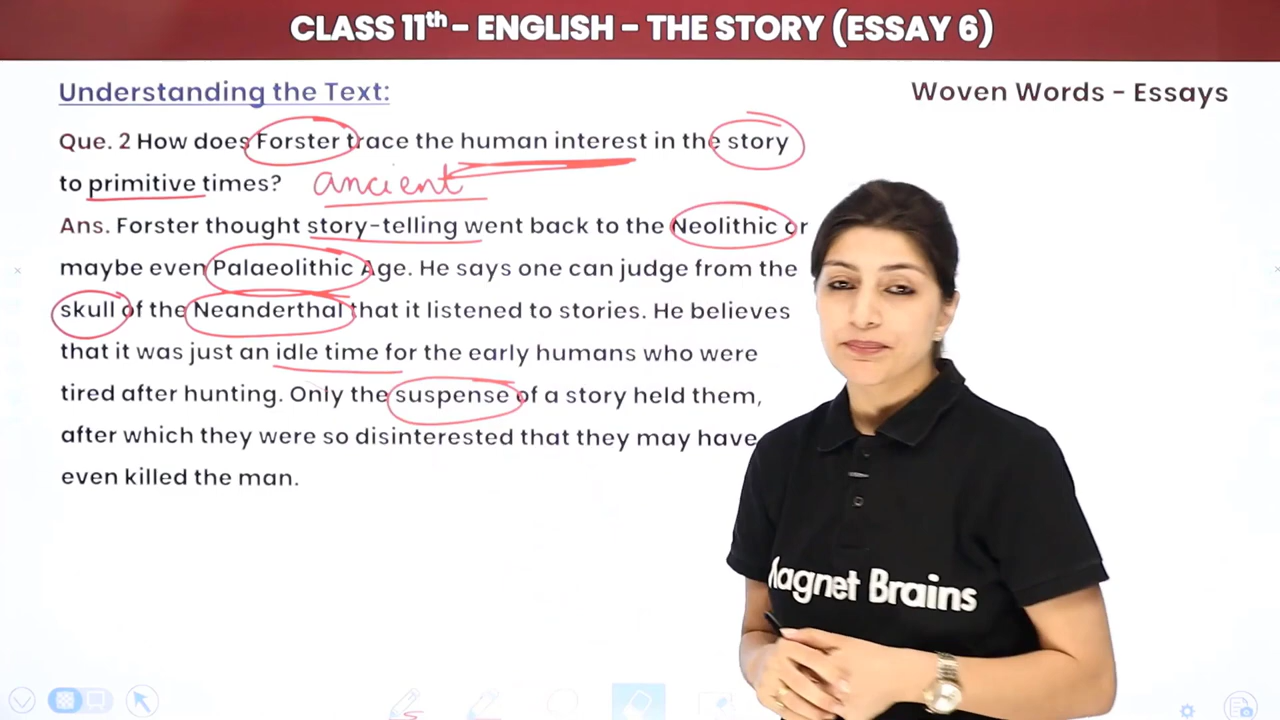 CLASS 11th - ENGLISH - THE STORY (ESSAY 6)
Understanding the Text:
Woven Words - Essays
Que. 2 How does Forster trace the human interest in the story
to primitive times? ancient
Ans. Forster thought story-telling went back to the Neolithic or
maybe even Palaeolithic Age. He says one can judge from the
skull of the Neanderthal that it listened to stories. He believes
that it was just an idle time for the early humans who were
tired after hunting. Only the suspense of a story held them,
after which they were so disinterested that they may have
even killed the man.
Magnet Brains